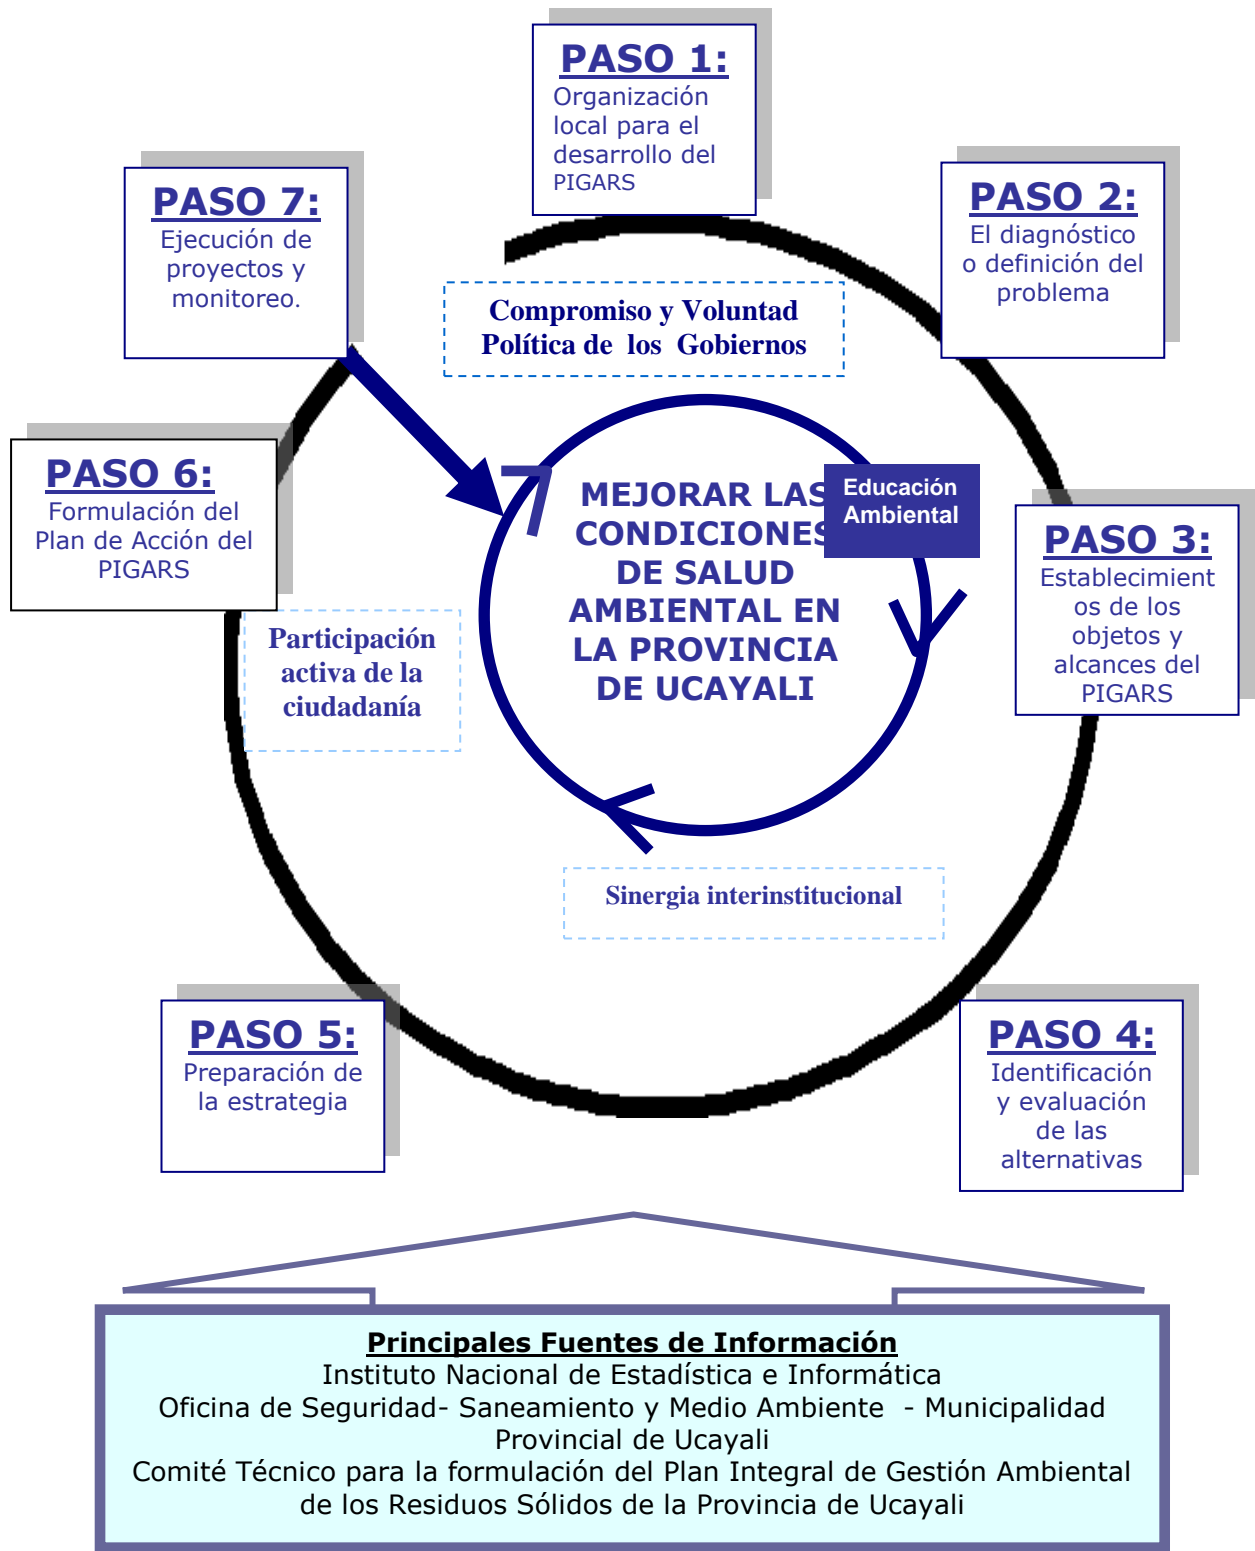 PASO 1:
Organización
local para el
desarrollo del
PIGARS
PASO 2:
El diagnóstico
o definición del
problema
PASO 3:
Establecimient
os de los
objetos y
alcances del
PIGARS
PASO 4:
Identificación
y evaluación
de las
alternativas
PASO 5:
Preparación de
la estrategia
PASO 6:
Formulación del
Plan de Acción del
PIGARS
PASO 7:
Ejecución de
proyectos y
monitoreo.
Compromiso y Voluntad
Política de los Gobiernos
Educación
Ambiental
MEJORAR LAS
CONDICIONES
DE SALUD
AMBIENTAL EN
LA PROVINCIA
DE UCAYALI
Participación
activa de la
ciudadanía
Sinergia interinstitucional
Principales Fuentes de Información
Instituto Nacional de Estadística e Informática
Oficina de Seguridad- Saneamiento y Medio Ambiente - Municipalidad
Provincial de Ucayali
Comité Técnico para la formulación del Plan Integral de Gestión Ambiental
de los Residuos Sólidos de la Provincia de Ucayali